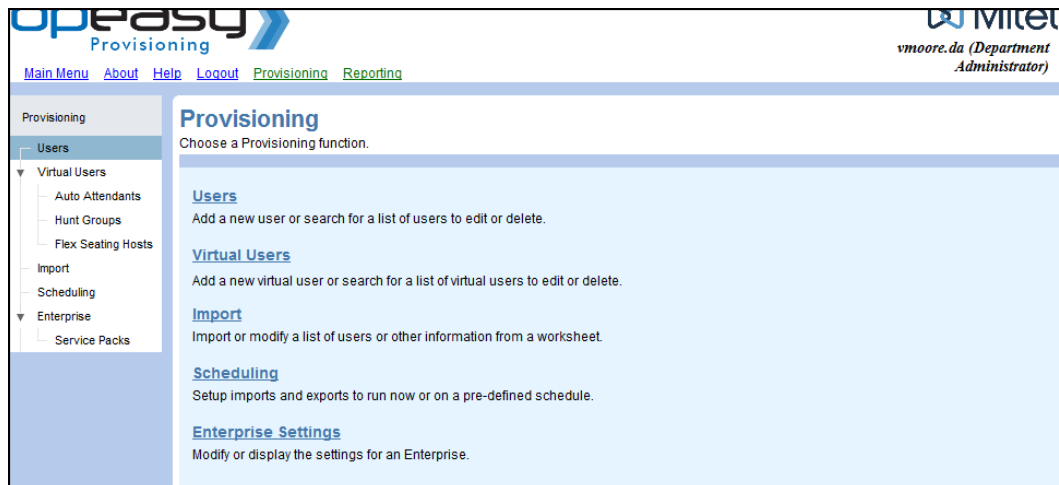 opeasy
Provisioning
Mitel
vmoore.da (Department
Administrator)
Main Menu About Help Logout Provisioning Reporting
Provisioning
Users
Virtual Users
Auto Attendants
Hunt Groups
Flex Seating Hosts
Import
Scheduling
Enterprise
Service Packs
Provisioning
Choose a Provisioning function.
Users
Add a new user or search for a list of users to edit or delete.
Virtual Users
Add a new virtual user or search for a list of virtual users to edit or delete.
Import
Import or modify a list of users or other information from a worksheet.
Scheduling
Setup imports and exports to run now or on a pre-defined schedule.
Enterprise Settings
Modify or display the settings for an Enterprise.